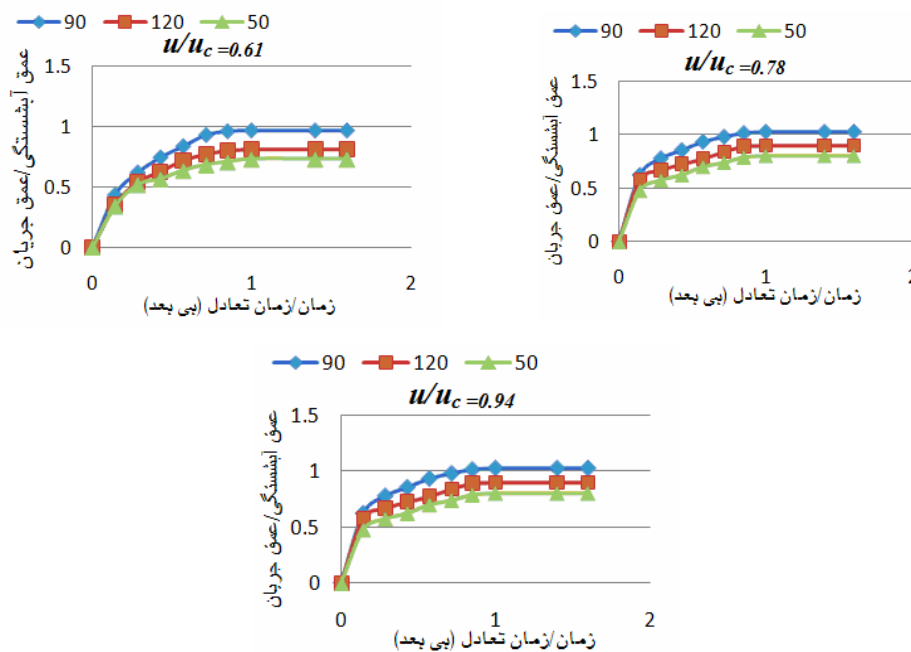 90 120 50
u/uc =0.61
عمق آبشستگی/عمق جریان
1.5
1
0.5
0
0 1 2
زمان/زمان تعادل (بی بعد)
90 120 50
u/uc =0.78
عمق آبشستگی/عمق جریان
1.5
1
0.5
0
0 1 2
زمان/زمان تعادل (بی بعد)
90 120 50
u/uc =0.94
عمق آبشستگی/عمق جریان
1.5
1
0.5
0
0 1 2
زمان/زمان تعادل (بی بعد)